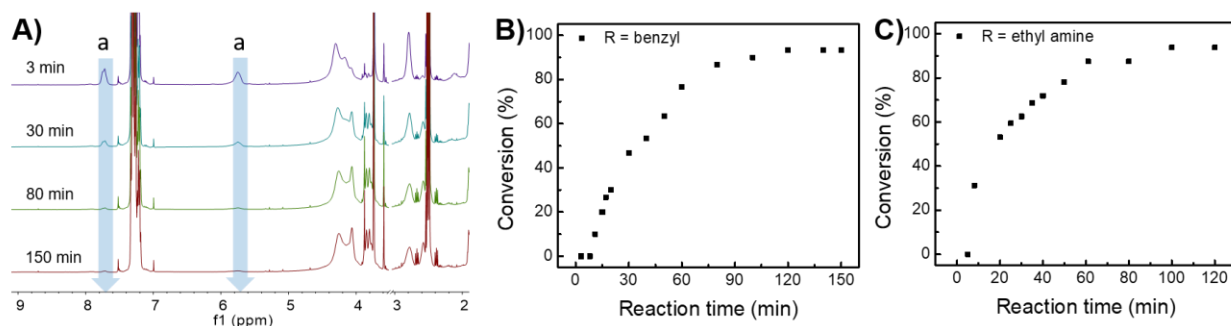 A)
a a
3 min
30 min
80 min
150 min
9 8 7 6 5 4 3 2
f1 (ppm)
B)
R = benzyl
Conversion (%)
100
80
60
40
20
0
0 30 60 90 120 150
Reaction time (min)
C)
R = ethyl amine
Conversion (%)
100
80
60
40
20
0
0 20 40 60 80 100 120
Reaction time (min)